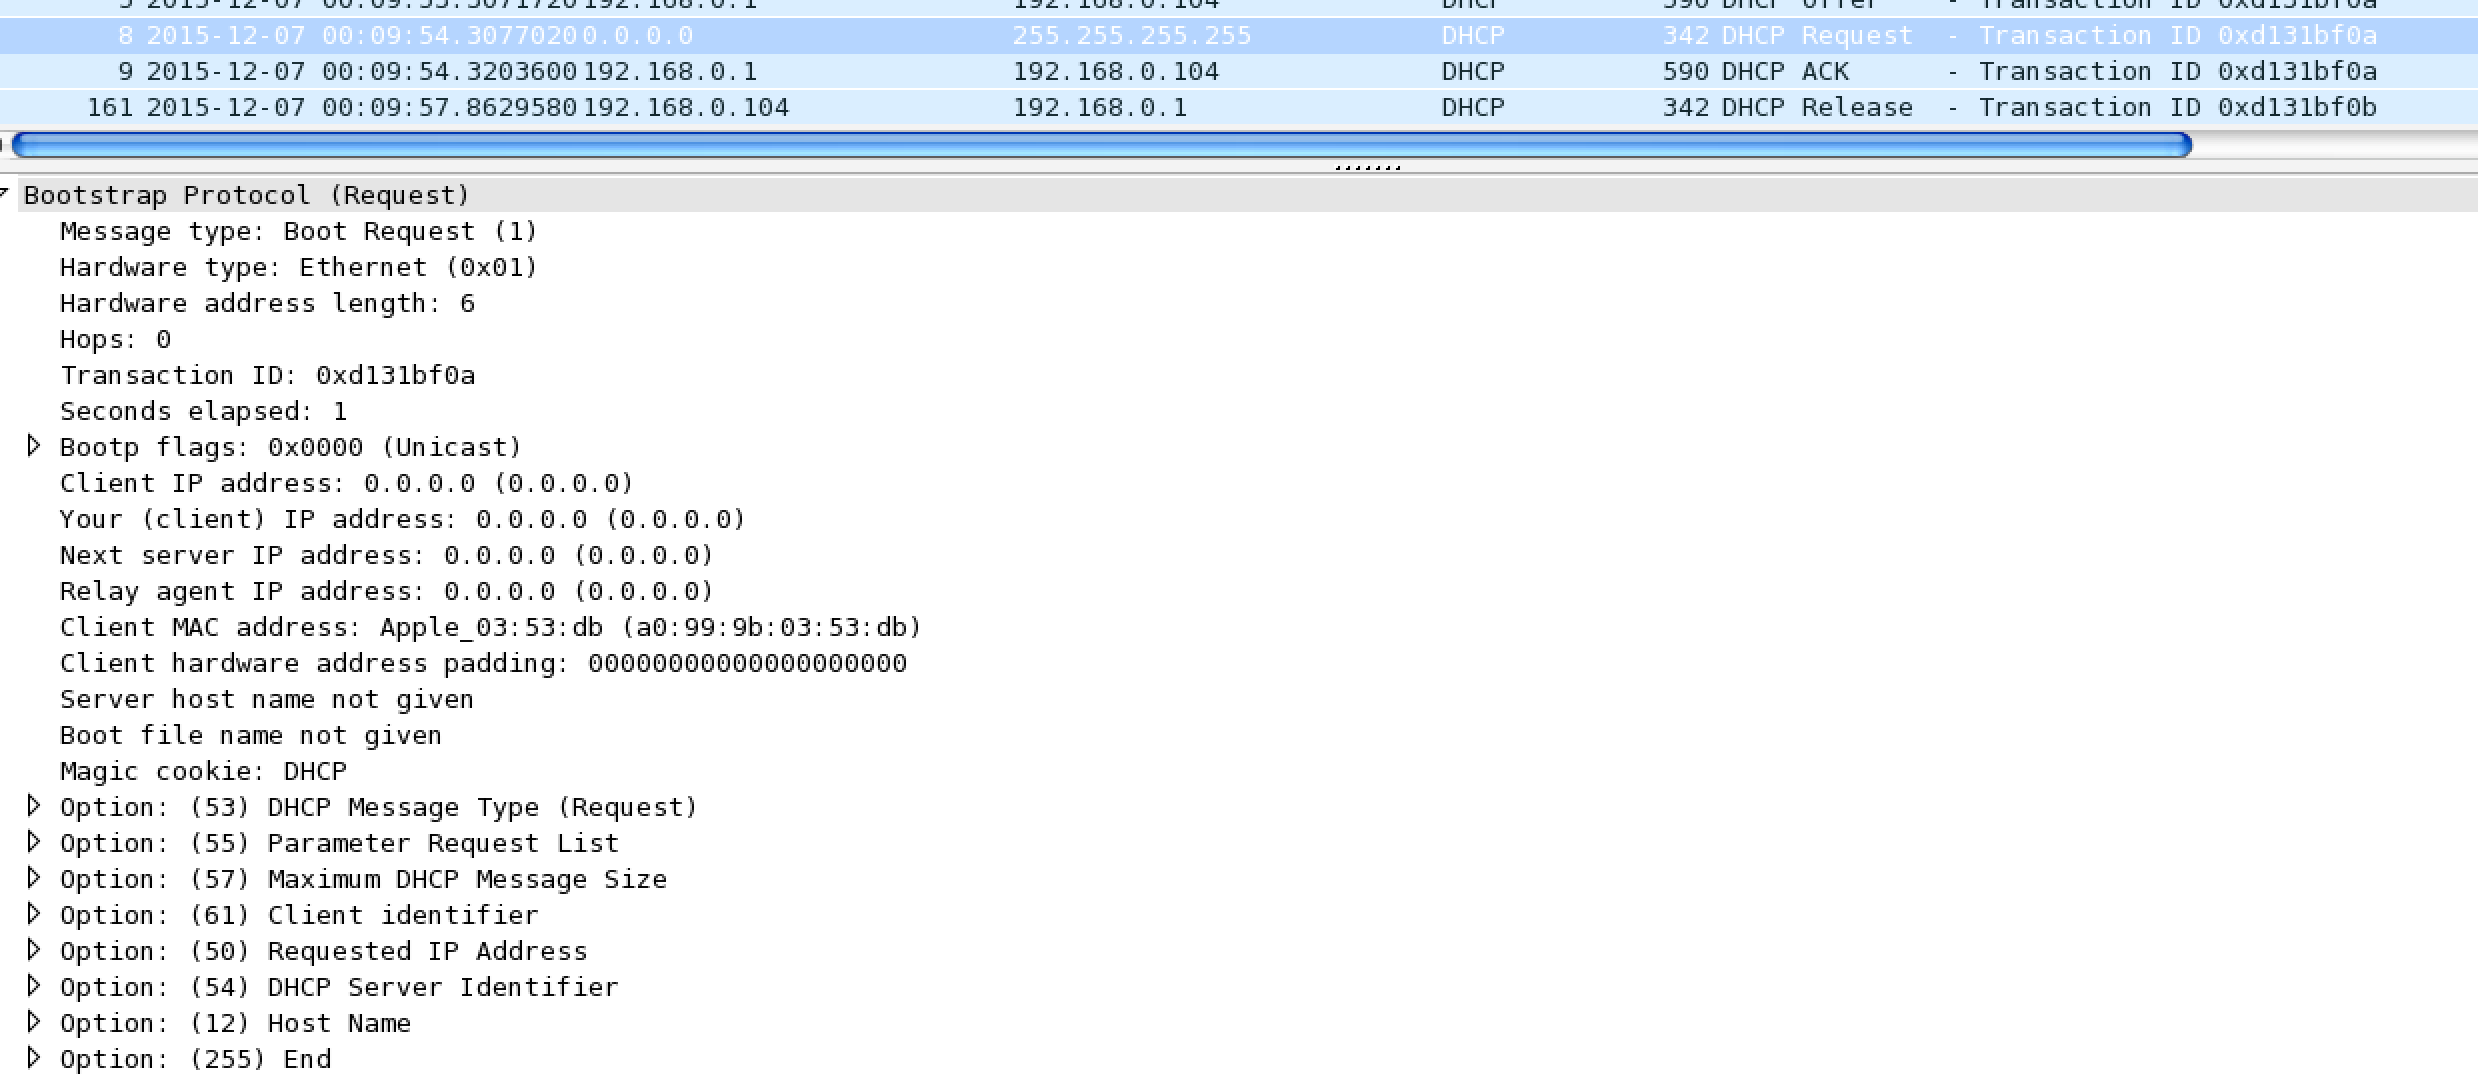 5 2015-12-07 00:09:53.3071720 192.168.0.1 192.168.0.104 DHCP 590 DHCP Offer - Transaction ID 0xd131bf0a
8 2015-12-07 00:09:54.3077020 0.0.0.0 255.255.255.255 DHCP 342 DHCP Request - Transaction ID 0xd131bf0a
9 2015-12-07 00:09:54.3203600 192.168.0.1 192.168.0.104 DHCP 590 DHCP ACK - Transaction ID 0xd131bf0a
161 2015-12-07 00:09:57.8629580 192.168.0.104 192.168.0.1 DHCP 342 DHCP Release - Transaction ID 0xd131bf0b
Bootstrap Protocol (Request)
Message type: Boot Request (1)
Hardware type: Ethernet (0x01)
Hardware address length: 6
Hops: 0
Transaction ID: 0xd131bf0a
Seconds elapsed: 1
Bootp flags: 0x0000 (Unicast)
Client IP address: 0.0.0.0 (0.0.0.0)
Your (client) IP address: 0.0.0.0 (0.0.0.0)
Next server IP address: 0.0.0.0 (0.0.0.0)
Relay agent IP address: 0.0.0.0 (0.0.0.0)
Client MAC address: Apple_03:53:db (a0:99:9b:03:53:db)
Client hardware address padding: 00000000000000000000
Server host name not given
Boot file name not given
Magic cookie: DHCP
Option: (53) DHCP Message Type (Request)
Option: (55) Parameter Request List
Option: (57) Maximum DHCP Message Size
Option: (61) Client identifier
Option: (50) Requested IP Address
Option: (54) DHCP Server Identifier
Option: (12) Host Name
Option: (255) End